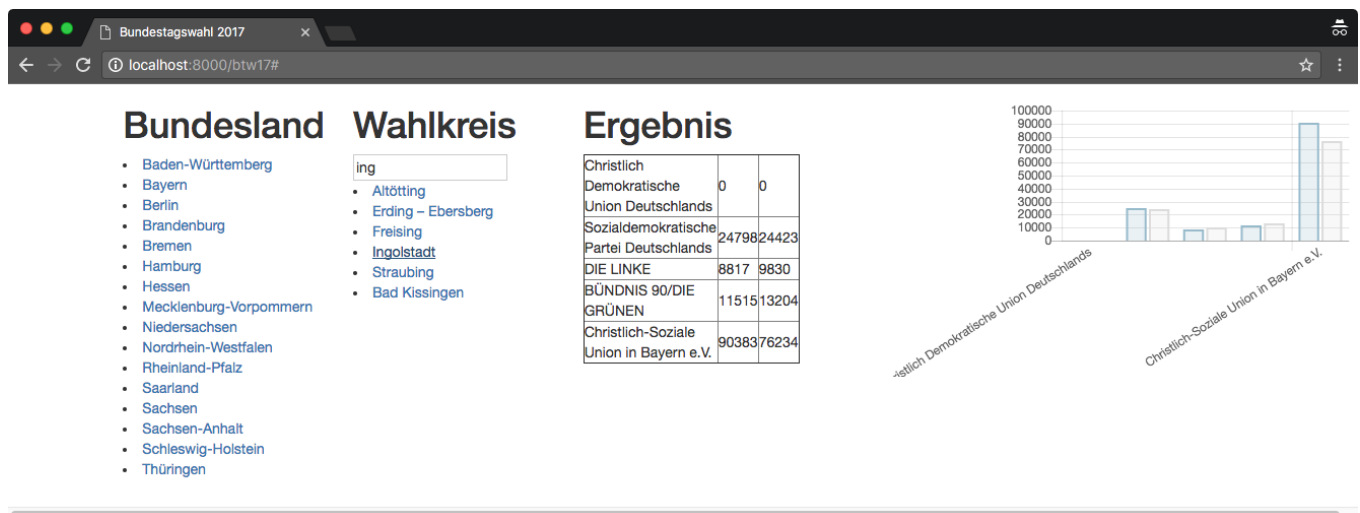 Bundestagswahl 2017
localhost:8000/btw17#
Bundesland
Baden-Württemberg
Bayern
Berlin
Brandenburg
Bremen
Hamburg
Hessen
Mecklenburg-Vorpommern
Niedersachsen
Nordrhein-Westfalen
Rheinland-Pfalz
Saarland
Sachsen
Sachsen-Anhalt
Schleswig-Holstein
Thüringen
Wahlkreis
ing
Altötting
Erding – Ebersberg
Freising
Ingolstadt
Straubing
Bad Kissingen
Ergebnis
Christlich
Demokratische
Union Deutschlands
0
0
Sozialdemokratische
Partei Deutschlands
24798
24423
DIE LINKE
8817
9830
BÜNDNIS 90/DIE
GRÜNEN
11515
13204
Christlich-Soziale
Union in Bayern e.V.
90383
76234
100000
90000
80000
70000
60000
50000
40000
30000
20000
10000
0
istlich Demokratische Union Deutschlands
Christlich-Soziale Union in Bayern e.V.